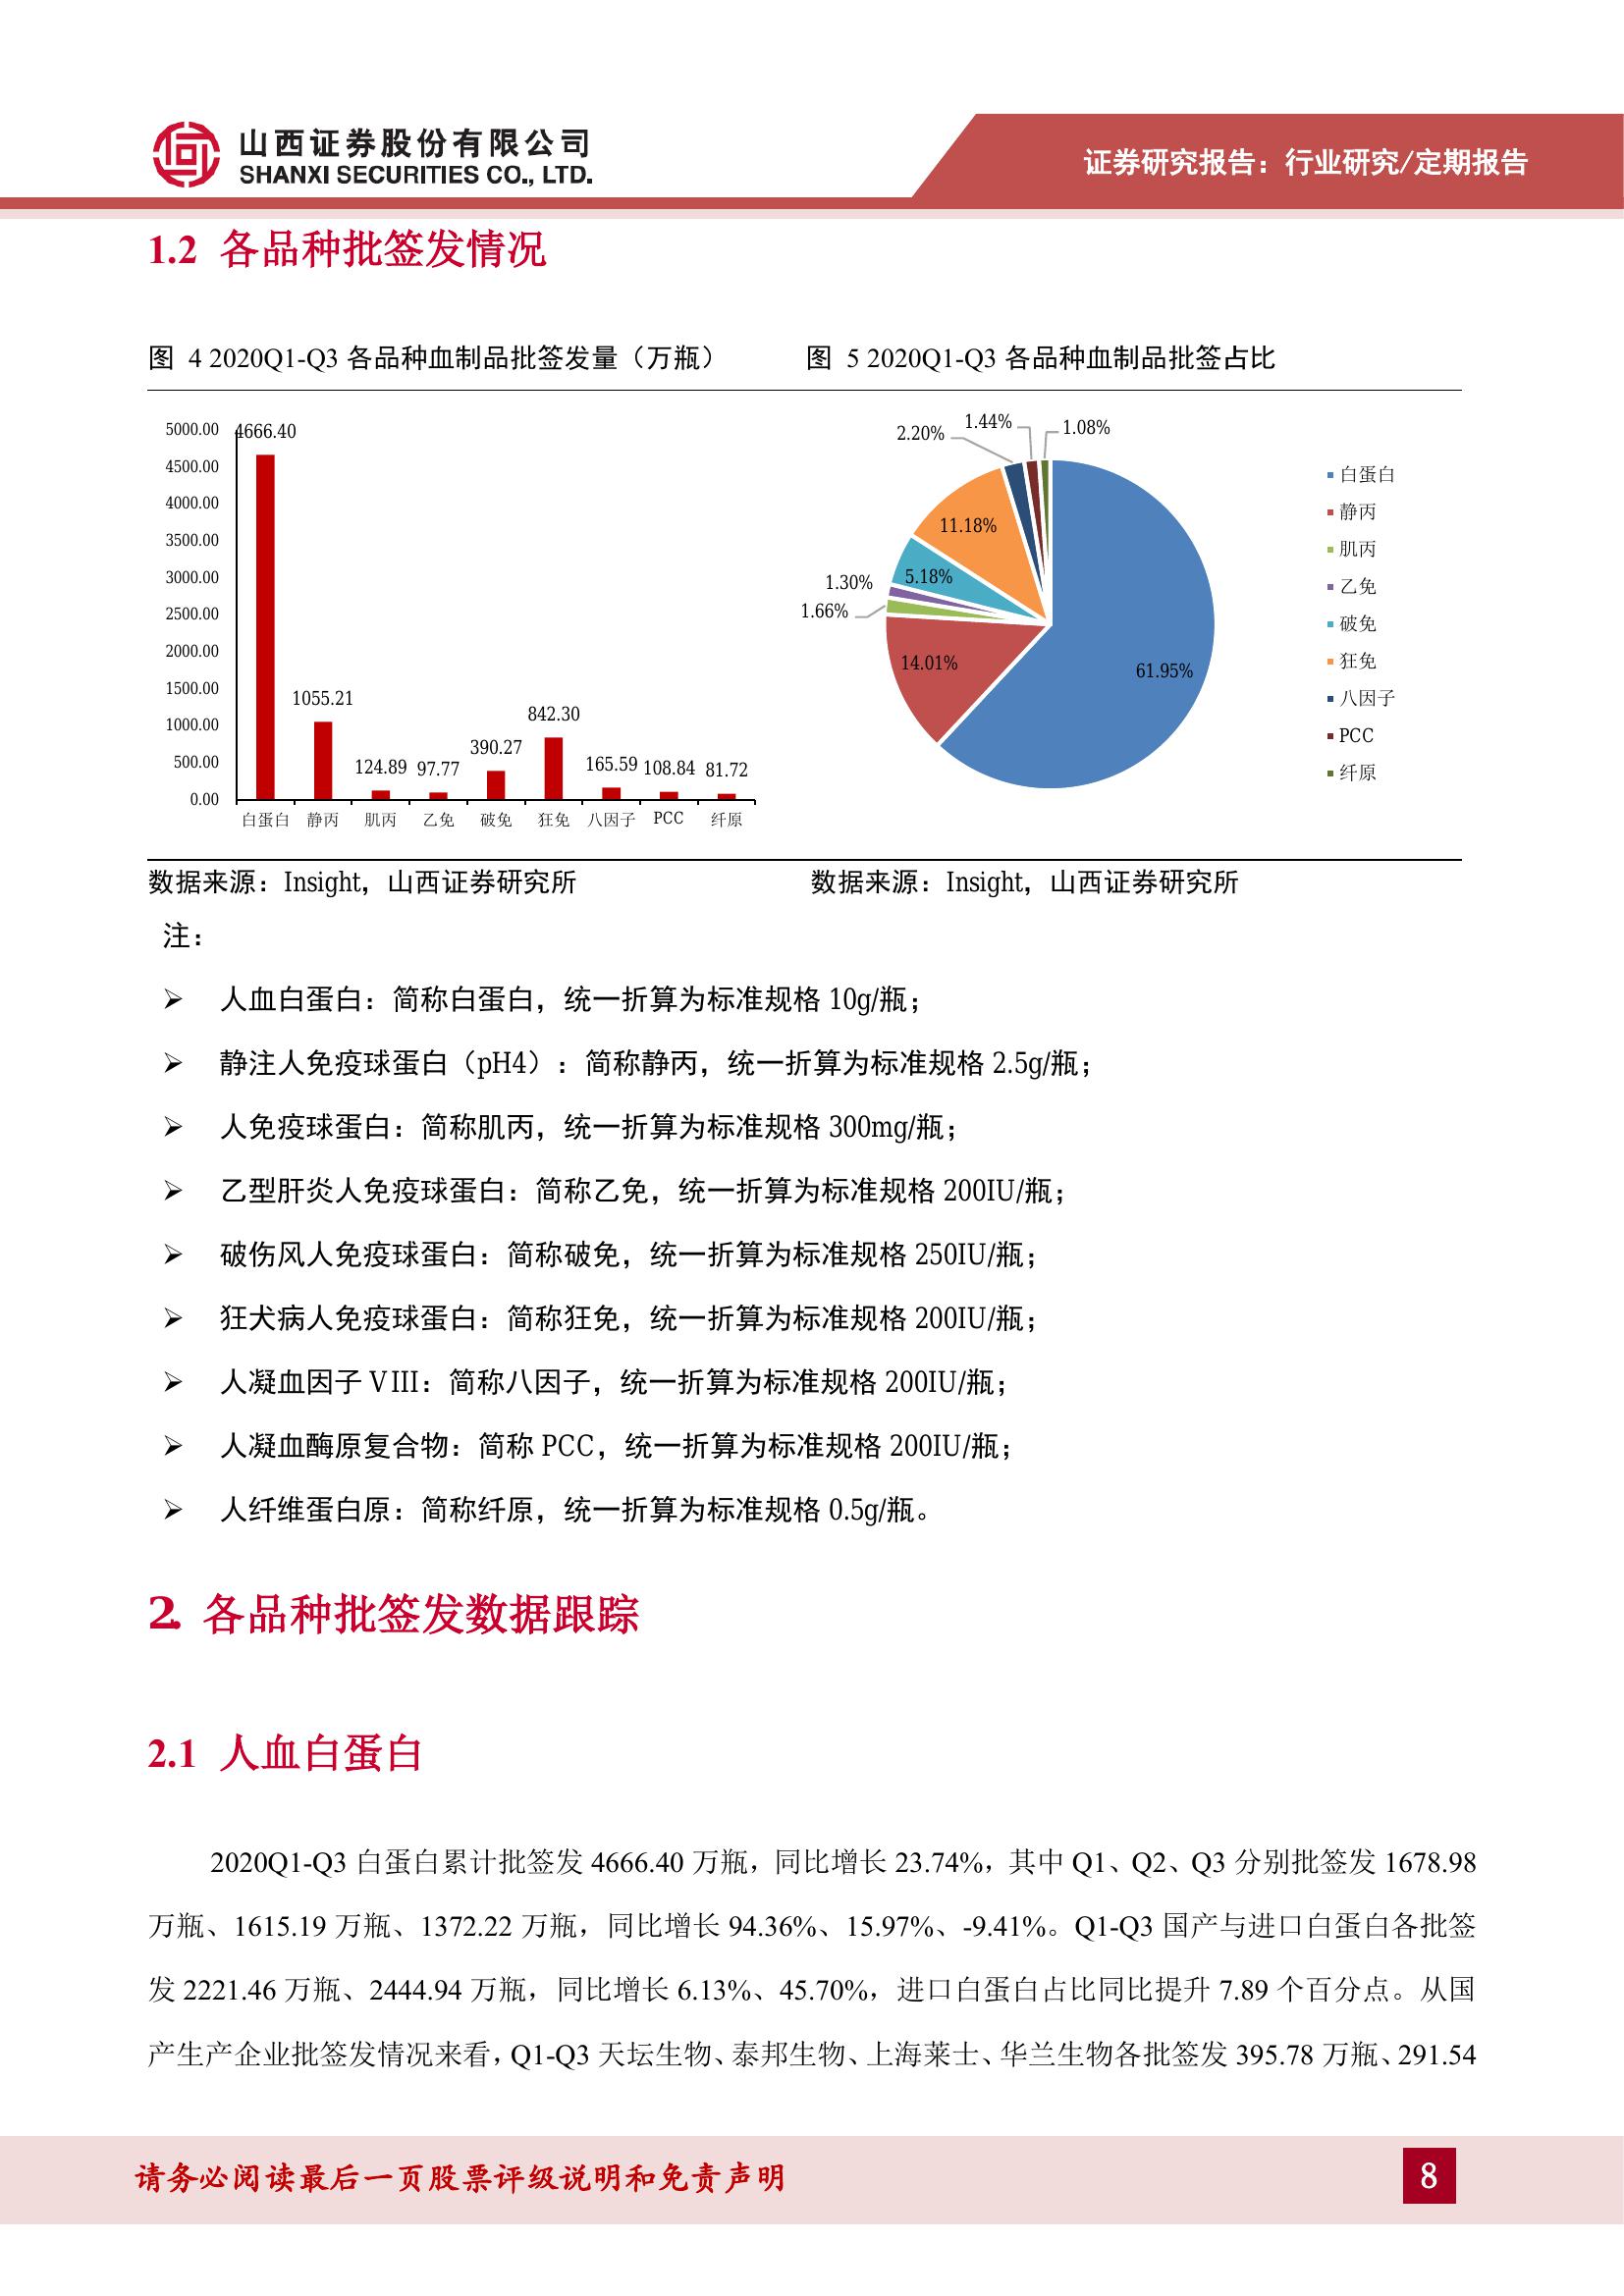 山西证券股份有限公司
SHANXI SECURITIES CO., LTD.
证券研究报告：行业研究/定期报告
1.2 各品种批签发情况
图 4 2020Q1-Q3 各品种血制品批签发量（万瓶）
5000.00
4500.00
4000.00
3500.00
3000.00
2500.00
2000.00
1500.00
1000.00
500.00
0.00
4666.40
1055.21
124.89
97.77
390.27
842.30
165.59
108.84
81.72
白蛋白 静丙 肌丙 乙免 破免 狂免 八因子 PCC 纤原
图 5 2020Q1-Q3 各品种血制品批签占比
2.20%
1.44%
1.08%
11.18%
5.18%
1.30%
1.66%
14.01%
61.95%
白蛋白
静丙
肌丙
乙免
破免
狂免
八因子
PCC
纤原
数据来源：Insight，山西证券研究所
数据来源：Insight，山西证券研究所
注：
➢ 人血白蛋白：简称白蛋白，统一折算为标准规格 10g/瓶；
➢ 静注人免疫球蛋白（pH4）：简称静丙，统一折算为标准规格 2.5g/瓶；
➢ 人免疫球蛋白：简称肌丙，统一折算为标准规格 300mg/瓶；
➢ 乙型肝炎人免疫球蛋白：简称乙免，统一折算为标准规格 200IU/瓶；
➢ 破伤风人免疫球蛋白：简称破免，统一折算为标准规格 250IU/瓶；
➢ 狂犬病人免疫球蛋白：简称狂免，统一折算为标准规格 200IU/瓶；
➢ 人凝血因子 VIII：简称八因子，统一折算为标准规格 200IU/瓶；
➢ 人凝血酶原复合物：简称 PCC，统一折算为标准规格 200IU/瓶；
➢ 人纤维蛋白原：简称纤原，统一折算为标准规格 0.5g/瓶。
2. 各品种批签发数据跟踪
2.1 人血白蛋白
2020Q1-Q3 白蛋白累计批签发 4666.40 万瓶，同比增长 23.74%，其中 Q1、Q2、Q3 分别批签发 1678.98
万瓶、1615.19 万瓶、1372.22 万瓶，同比增长 94.36%、15.97%、-9.41%。Q1-Q3 国产与进口白蛋白各批签
发 2221.46 万瓶、2444.94 万瓶，同比增长 6.13%、45.70%，进口白蛋白占比同比提升 7.89 个百分点。从国
产生产企业批签发情况来看，Q1-Q3 天坛生物、泰邦生物、上海莱士、华兰生物各批签发 395.78 万瓶、291.54
请务必阅读最后一页股票评级说明和免责声明
8